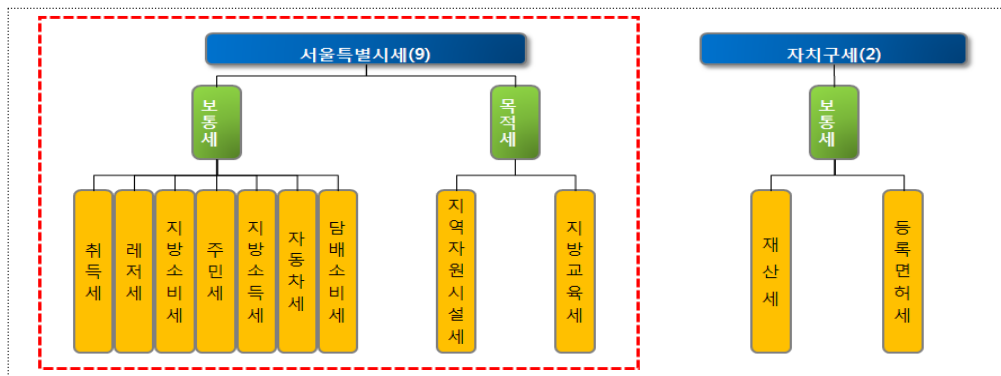 서울특별시세(9)
자치구세(2)
보통세
목적세
보통세
취득세
레저세
지방소비세
주민세
지방소득세
자동차세
담배소비세
지역자원시설세
지방교육세
재산세
등록면허세